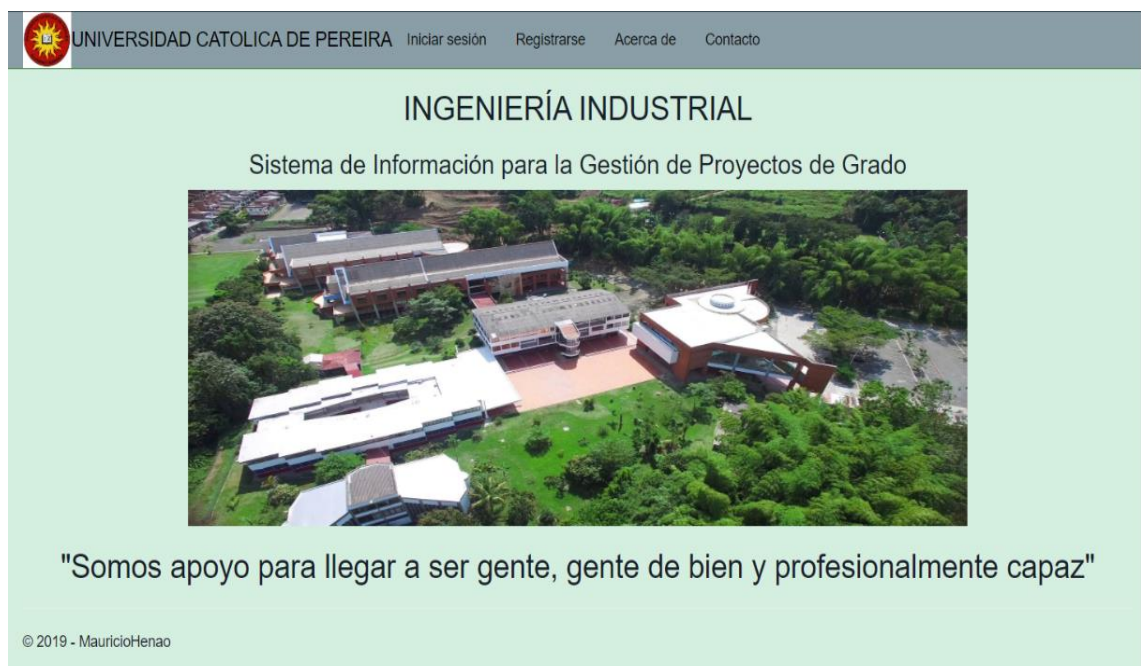 UNIVERSIDAD CATOLICA DE PEREIRA Iniciar sesión Registrarse Acerca de Contacto
INGENIERÍA INDUSTRIAL
Sistema de Información para la Gestión de Proyectos de Grado
"Somos apoyo para llegar a ser gente, gente de bien y profesionalmente capaz"
© 2019 - MauricioHenao